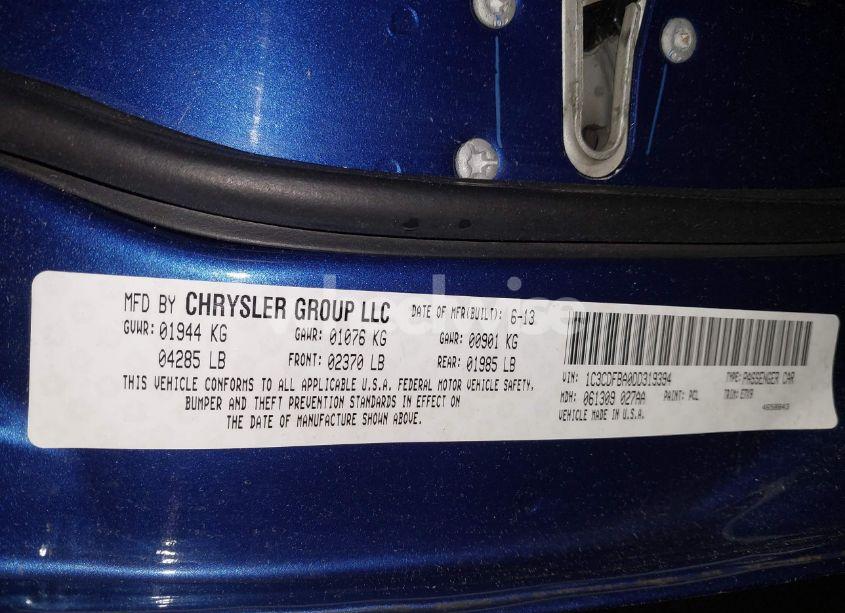 MFD BY CHRYSLER GROUP LLC DATE OF MFR(BUILT): 6-13
GVWR: 01944 KG GAWR: 01076 KG GAWR: 00901 KG
04285 LB FRONT: 02370 LB REAR: 01985 LB
THIS VEHICLE CONFORMS TO ALL APPLICABLE U.S.A. FEDERAL MOTOR VEHICLE SAFETY,
BUMPER AND THEFT PREVENTION STANDARDS IN EFFECT ON
THE DATE OF MANUFACTURE SHOWN ABOVE.
VIN: 1C3CDFBA0DD319394 TYPE: PASSENGER CAR
MDH: 061309 027AA PAINT: PCL TRIM:
VEHICLE MADE IN U.S.A.